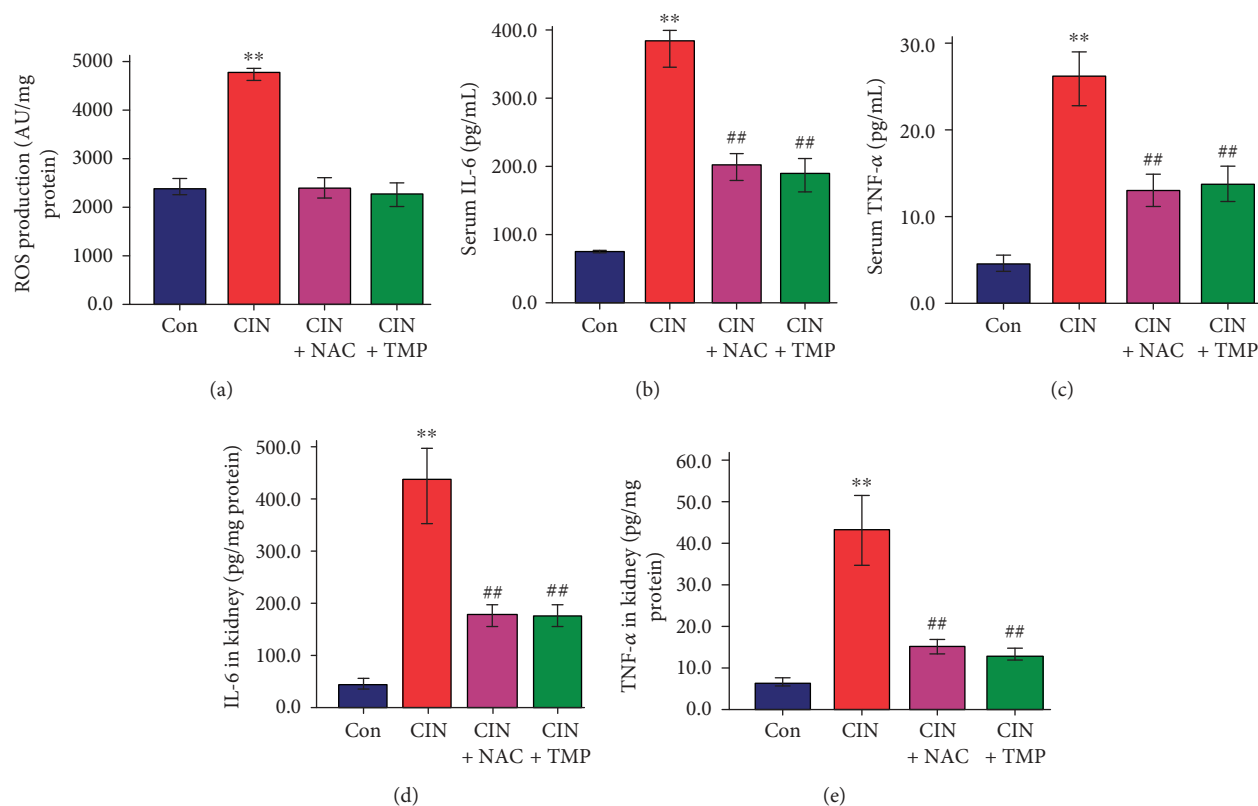 ROS production (AU/mg
protein)
5000
4000
3000
2000
1000
0.0
**
Con
CIN
CIN
+ NAC
CIN
+ TMP
(a)
Serum IL-6 (pg/mL)
400.0
300.0
200.0
100.0
0.0
**
##
##
Con
CIN
CIN
+ NAC
CIN
+ TMP
(b)
Serum TNF-α (pg/mL)
30.0
20.0
10.0
0.0
**
##
##
Con
CIN
CIN
+ NAC
CIN
+ TMP
(c)
IL-6 in kidney (pg/mg protein)
500.0
400.0
300.0
200.0
100.0
0.0
**
##
##
Con
CIN
CIN
+ NAC
CIN
+ TMP
(d)
TNF-α in kidney (pg/mg
protein)
60.0
50.0
40.0
30.0
20.0
10.0
0.0
**
##
##
Con
CIN
CIN
+ NAC
CIN
+ TMP
(e)